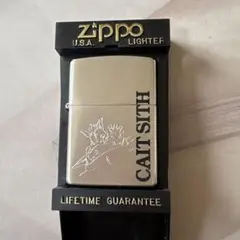 zippo
U.S.A. LIGHTER
CAIT SITH
LIFETIME GUARANTEE